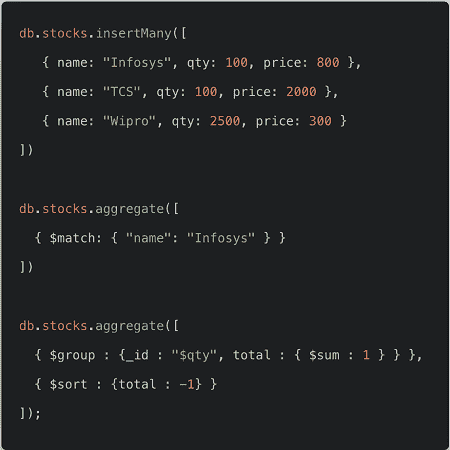 db.stocks.insertMany([
   { name: "Infosys", qty: 100, price: 800 },
   { name: "TCS", qty: 100, price: 2000 },
   { name: "Wipro", qty: 2500, price: 300 }
])

db.stocks.aggregate([
  { $match: { "name": "Infosys" } }
])

db.stocks.aggregate([
  { $group : {_id : "$qty", total : { $sum : 1 } } },
  { $sort : {total : -1} }
]);